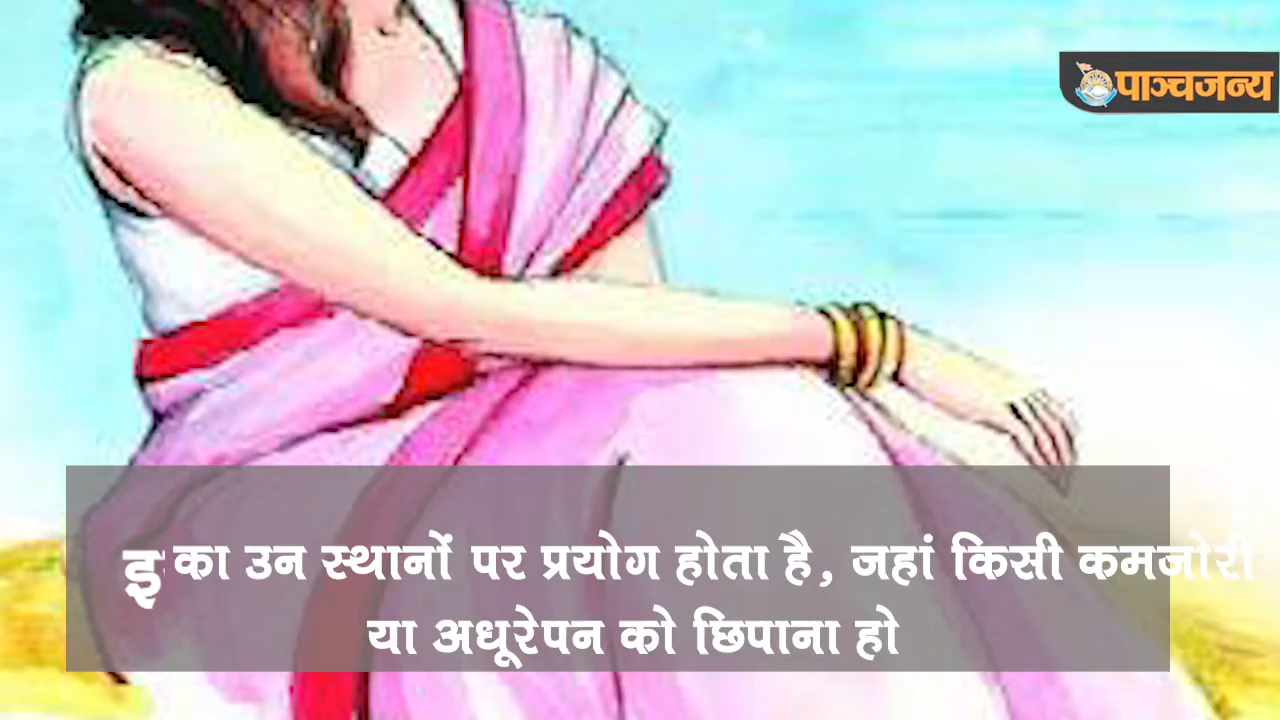 पाञ्चजन्य
इ का उन स्थानों पर प्रयोग होता है, जहां किसी कमजोरी
या अधूरेपन को छिपाना हो